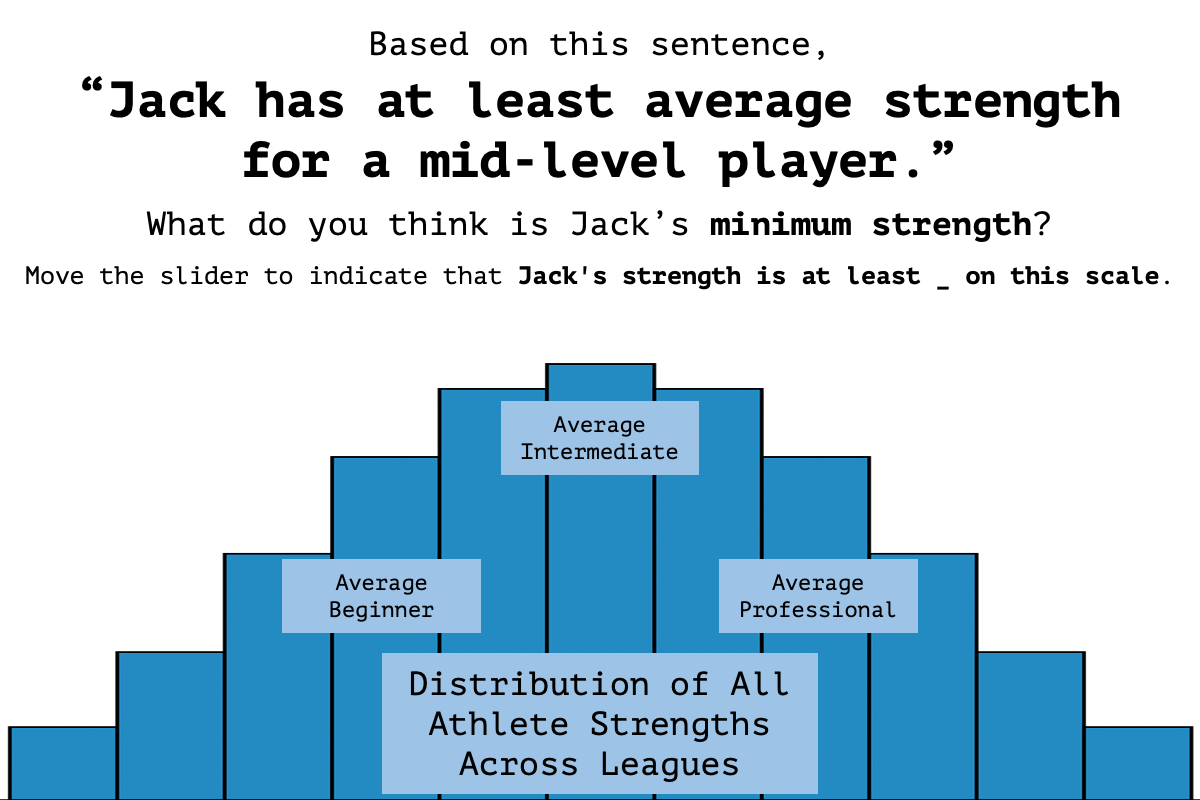 Based on this sentence,
“Jack has at least average strength
for a mid-level player.”
What do you think is Jack’s minimum strength?
Move the slider to indicate that Jack's strength is at least _ on this scale.
Average
Intermediate
Average
Beginner
Average
Professional
Distribution of All
Athlete Strengths
Across Leagues